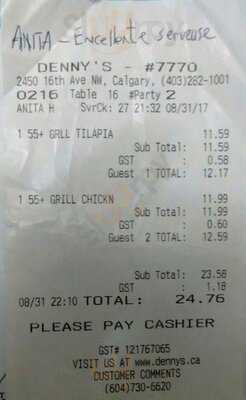 ANITA - Encellente serveuse
DENNY'S - #7770
2450 16th Ave NW, Calgary, (403)282-1001
0216 Table 16 #Party 2
ANITA H SvrCk: 27 21:32 08/31/17
1 55+ GRLL TILAPIA 11.59
Sub Total: 11.59
GST : 0.58
Guest 1 TOTAL: 12.17
1 55+ GRILL CHICKN 11.99
Sub Total: 11.99
GST : 0.60
Guest 2 TOTAL: 12.59
Sub Total: 23.58
GST : 1.18
08/31 22:10 TOTAL: 24.76
PLEASE PAY CASHIER
GST# 121767065
VISIT US AT www.dennys.ca
CUSTOMER COMMENTS
(604)730-6620